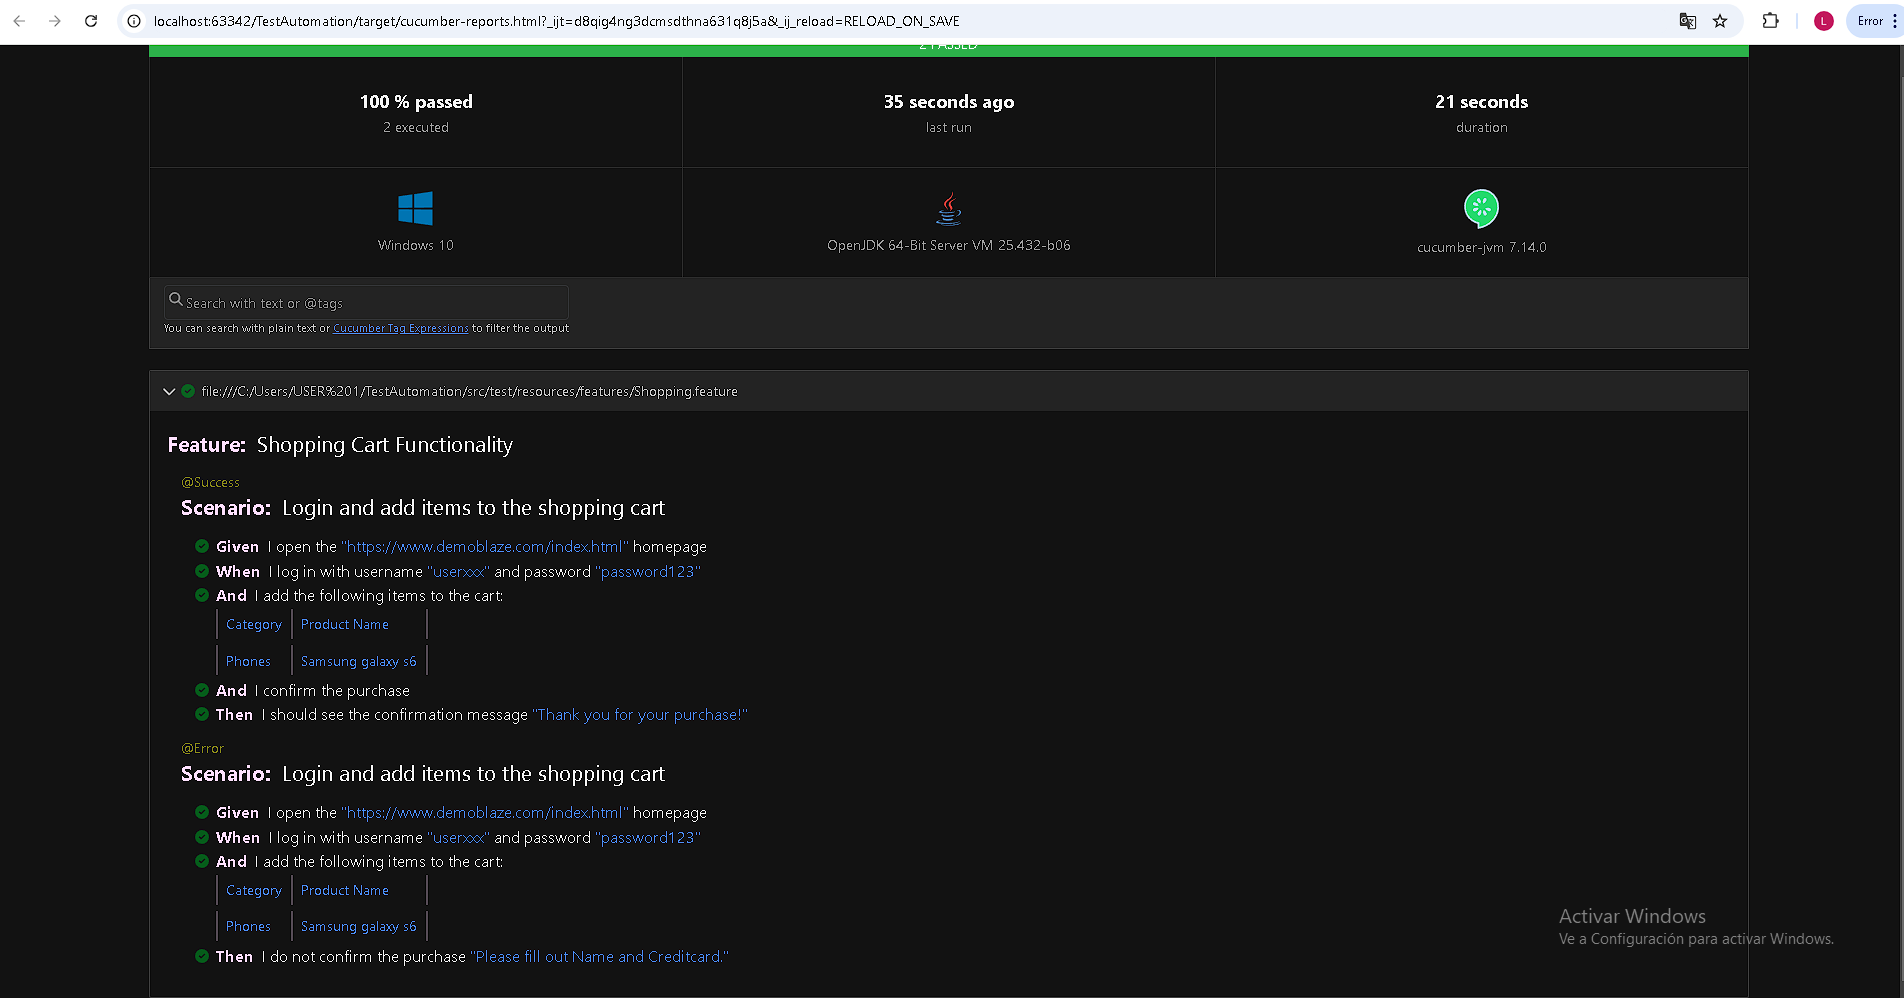 localhost:63342/TestAutomation/target/cucumber-reports.html?_ijt=d8qig4ng3dcmsdthna631q8j5a&_ij_reload=RELOAD_ON_SAVE
L
Error
2 PASSED
100 % passed
2 executed
35 seconds ago
last run
21 seconds
duration
Windows 10
OpenJDK 64-Bit Server VM 25.432-b06
cucumber-jvm 7.14.0
Search with text or @tags
You can search with plain text or Cucumber Tag Expressions to filter the output
file:///C:/Users/USER%201/TestAutomation/src/test/resources/features/Shopping.feature
Feature: Shopping Cart Functionality
@Success
Scenario: Login and add items to the shopping cart
Given I open the "https://www.demoblaze.com/index.html" homepage
When I log in with username "userxxx" and password "password123"
And I add the following items to the cart:
Category Product Name
Phones Samsung galaxy s6
And I confirm the purchase
Then I should see the confirmation message "Thank you for your purchase!"
@Error
Scenario: Login and add items to the shopping cart
Given I open the "https://www.demoblaze.com/index.html" homepage
When I log in with username "userxxx" and password "password123"
And I add the following items to the cart:
Category Product Name
Phones Samsung galaxy s6
Then I do not confirm the purchase "Please fill out Name and Creditcard."
Activar Windows
Ve a Configuración para activar Windows.